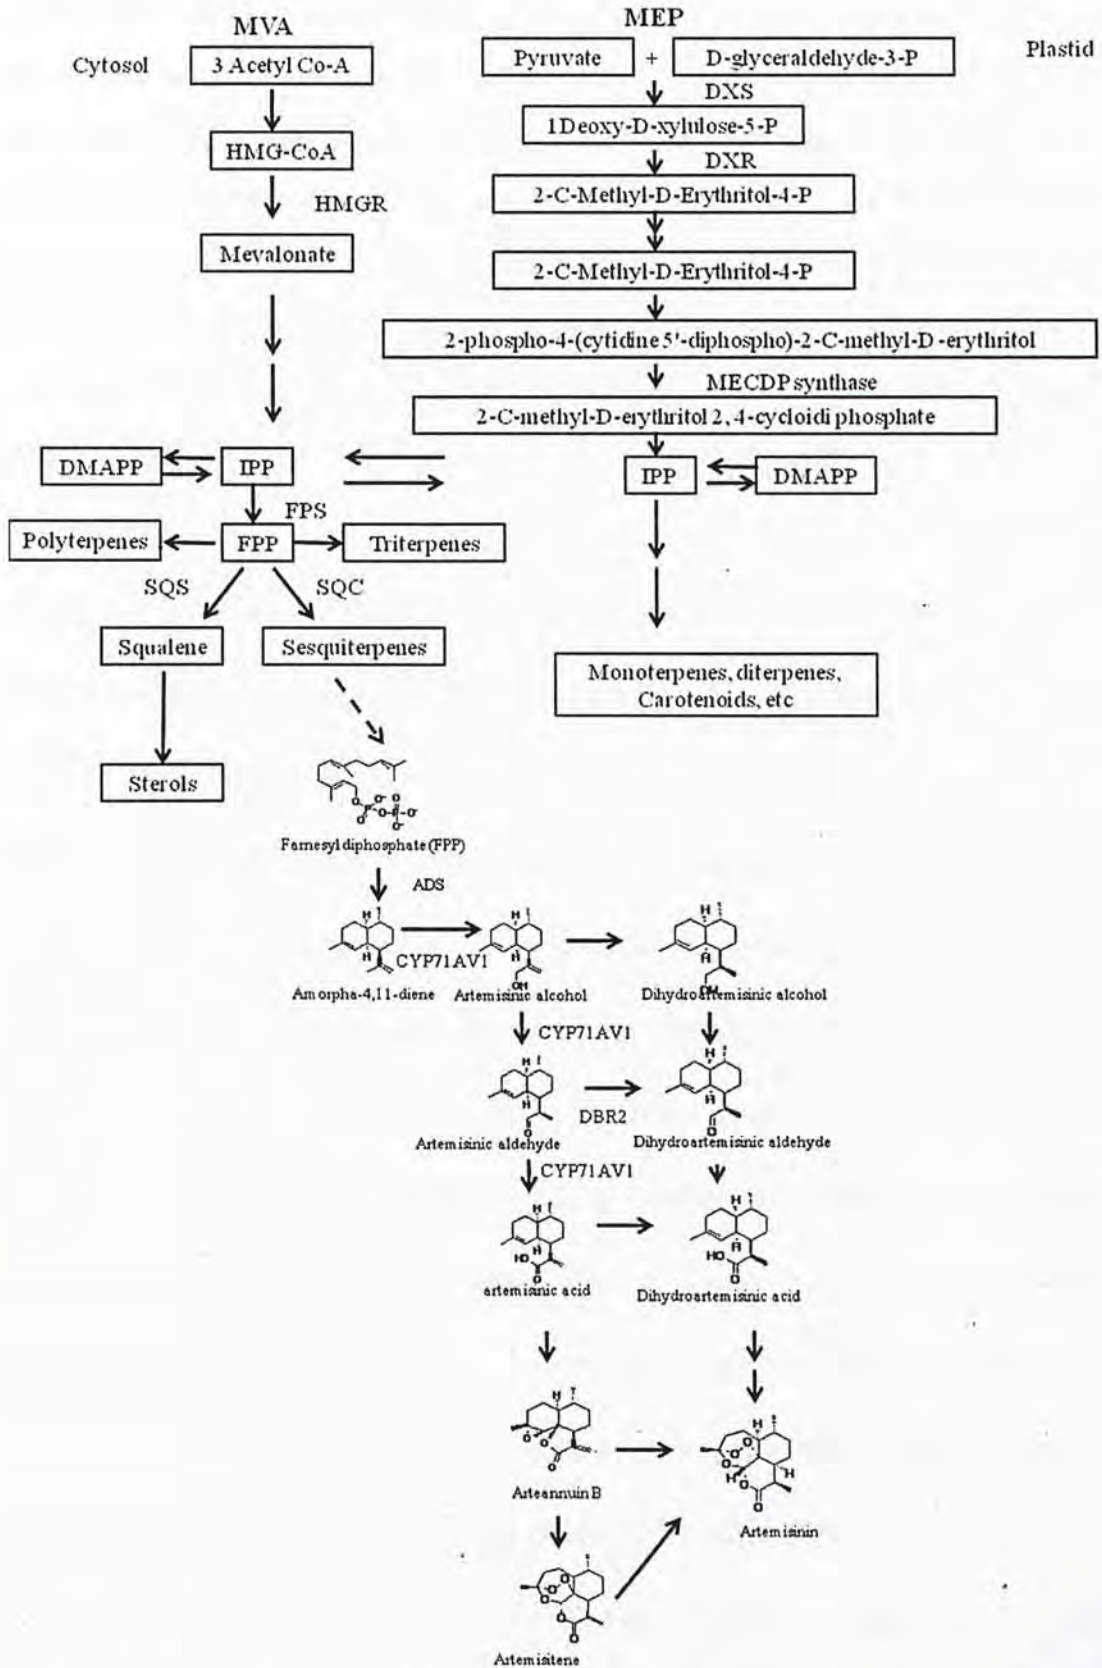 MVA
MEP
Cytosol
3 Acetyl Co-A
Pyruvate + D-glyceraldehyde-3-P
Plastid
DXS
1Deoxy-D-xylulose-5-P
HMG-CoA
DXR
2-C-Methyl-D-Erythritol-4-P
HMGR
Mevalonate
2-C-Methyl-D-Erythritol-4-P
2-phospho-4-(cytidine 5'-diphospho)-2-C-methyl-D-erythritol
MECDP synthase
2-C-methyl-D-erythritol 2, 4-cycloidi phosphate
DMAPP
IPP
IPP
DMAPP
FPS
Polyterpenes
FPP
Triterpenes
SQS
SQC
Squalene
Sesquiterpenes
Monoterpenes, diterpenes,
Carotenoids, etc
Sterols
O O⁻ O
P O P O⁻
O O⁻ O⁻
Farnesyl diphosphate (FPP)
ADS
H
H
H
H
OH
H
H
OH
CYP71AV1
Amorpha-4,11-diene
Artemisinic alcohol
Dihydroartemisinic alcohol
CYP71AV1
H
H
O
H
H
O
DBR2
Artemisinic aldehyde
Dihydroartemisinic aldehyde
CYP71AV1
H
H
HO
O
H
H
HO
O
artemisinic acid
Dihydroartemisinic acid
H
O
O
O
H
O
O
O
H
H
O
O
Arteannuin B
Artemisinin
O
O
O
O
O
Artemisitene